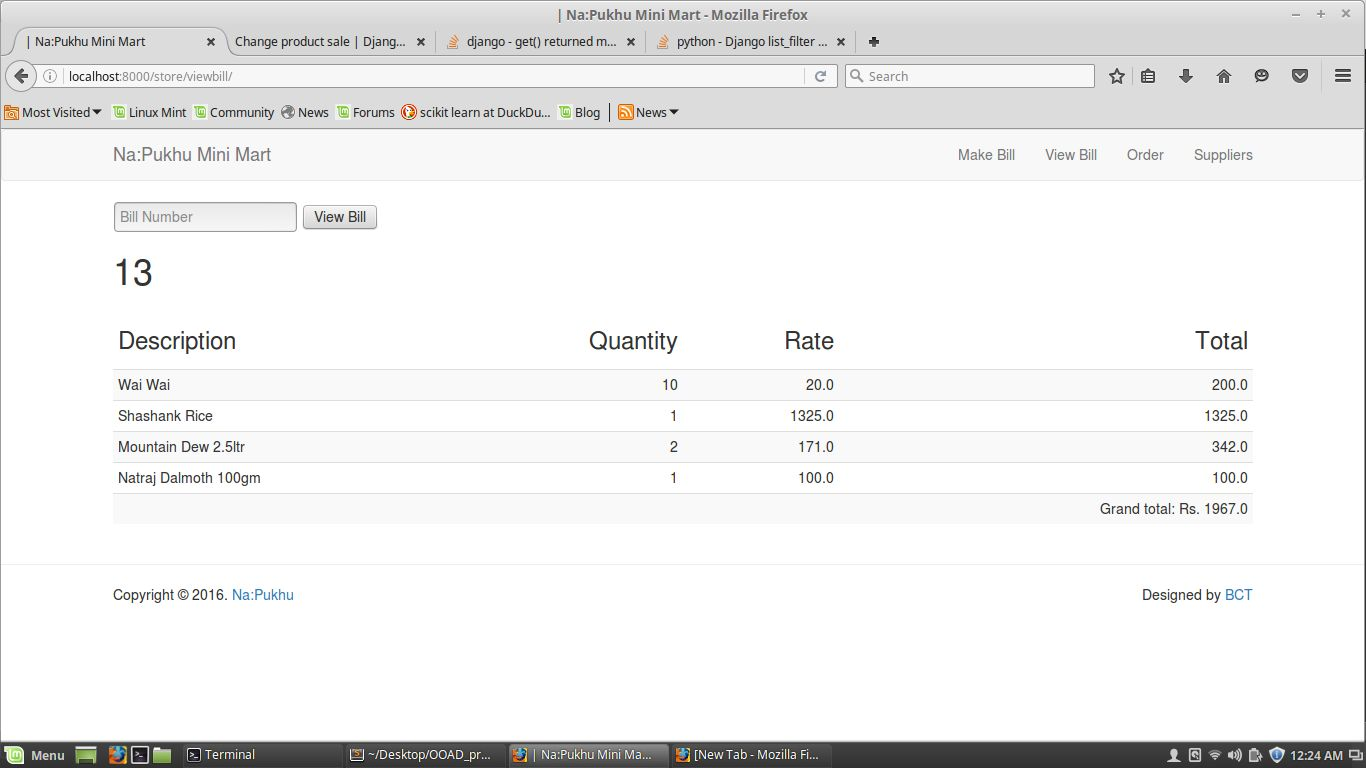 | Na:Pukhu Mini Mart - Mozilla Firefox
| Na:Pukhu Mini Mart Change product sale | Djang... django - get() returned m... python - Django list_filter ...
localhost:8000/store/viewbill/ Search
Most Visited Linux Mint Community News Forums scikit learn at DuckDu... Blog News
Na:Pukhu Mini Mart Make Bill View Bill Order Suppliers
Bill Number View Bill
13
Description Quantity Rate Total
Wai Wai 10 20.0 200.0
Shashank Rice 1 1325.0 1325.0
Mountain Dew 2.5ltr 2 171.0 342.0
Natraj Dalmoth 100gm 1 100.0 100.0
Grand total: Rs. 1967.0
Copyright © 2016. Na:Pukhu Designed by BCT
Menu Terminal ~/Desktop/OOAD_pr... | Na:Pukhu Mini Ma... [New Tab - Mozilla Fi... 12:24 AM